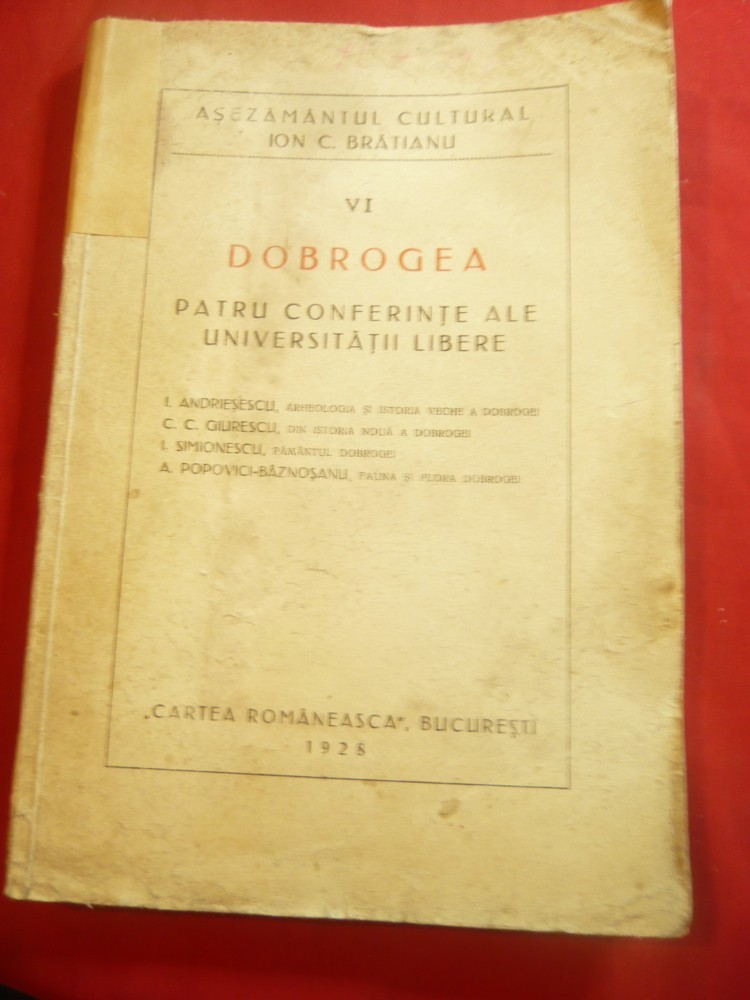 AȘEZĂMÂNTUL CULTURAL
ION C. BRĂTIANU
VI
DOBROGEA
PATRU CONFERINȚE ALE
UNIVERSITĂȚII LIBERE
I. ANDRIEȘESCU, ARHEOLOGIA ȘI ISTORIA VECHE A DOBROGEI
C. C. GIURESCU, DIN ISTORIA NOUĂ A DOBROGEI
I. SIMIONESCU, PĂMÂNTUL DOBROGEI
A. POPOVICI-BÂZNOȘANU, FAUNA ȘI FLORA DOBROGEI
„CARTEA ROMÂNEASCA”, BUCUREȘTI
1928